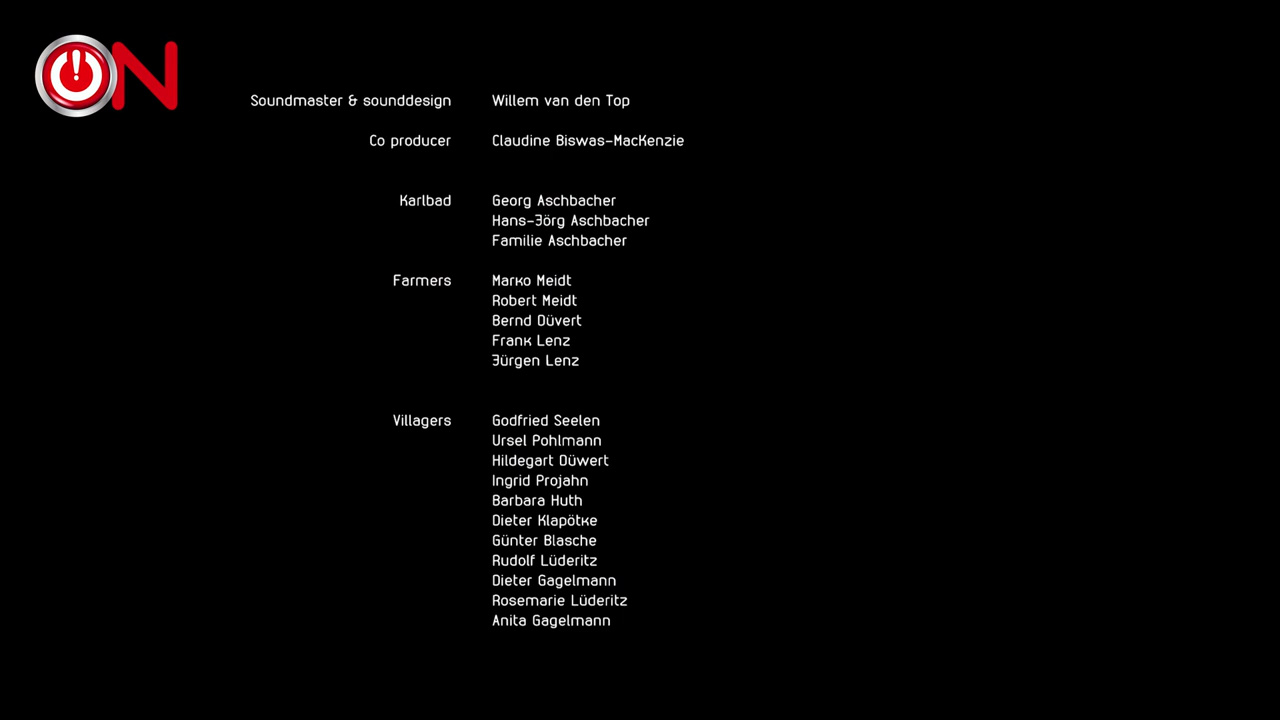 ON
Soundmaster & sounddesign Willem van den Top
Co producer Claudine Biswas-MacKenzie
Karlbad Georg Aschbacher
Hans-Jörg Aschbacher
Familie Aschbacher
Farmers Marko Meidt
Robert Meidt
Bernd Düvert
Frank Lenz
Jürgen Lenz
Villagers Godfried Seelen
Ursel Pohlmann
Hildegart Düwert
Ingrid Projahn
Barbara Huth
Dieter Klapötke
Günter Blasche
Rudolf Lüderitz
Dieter Gagelmann
Rosemarie Lüderitz
Anita Gagelmann